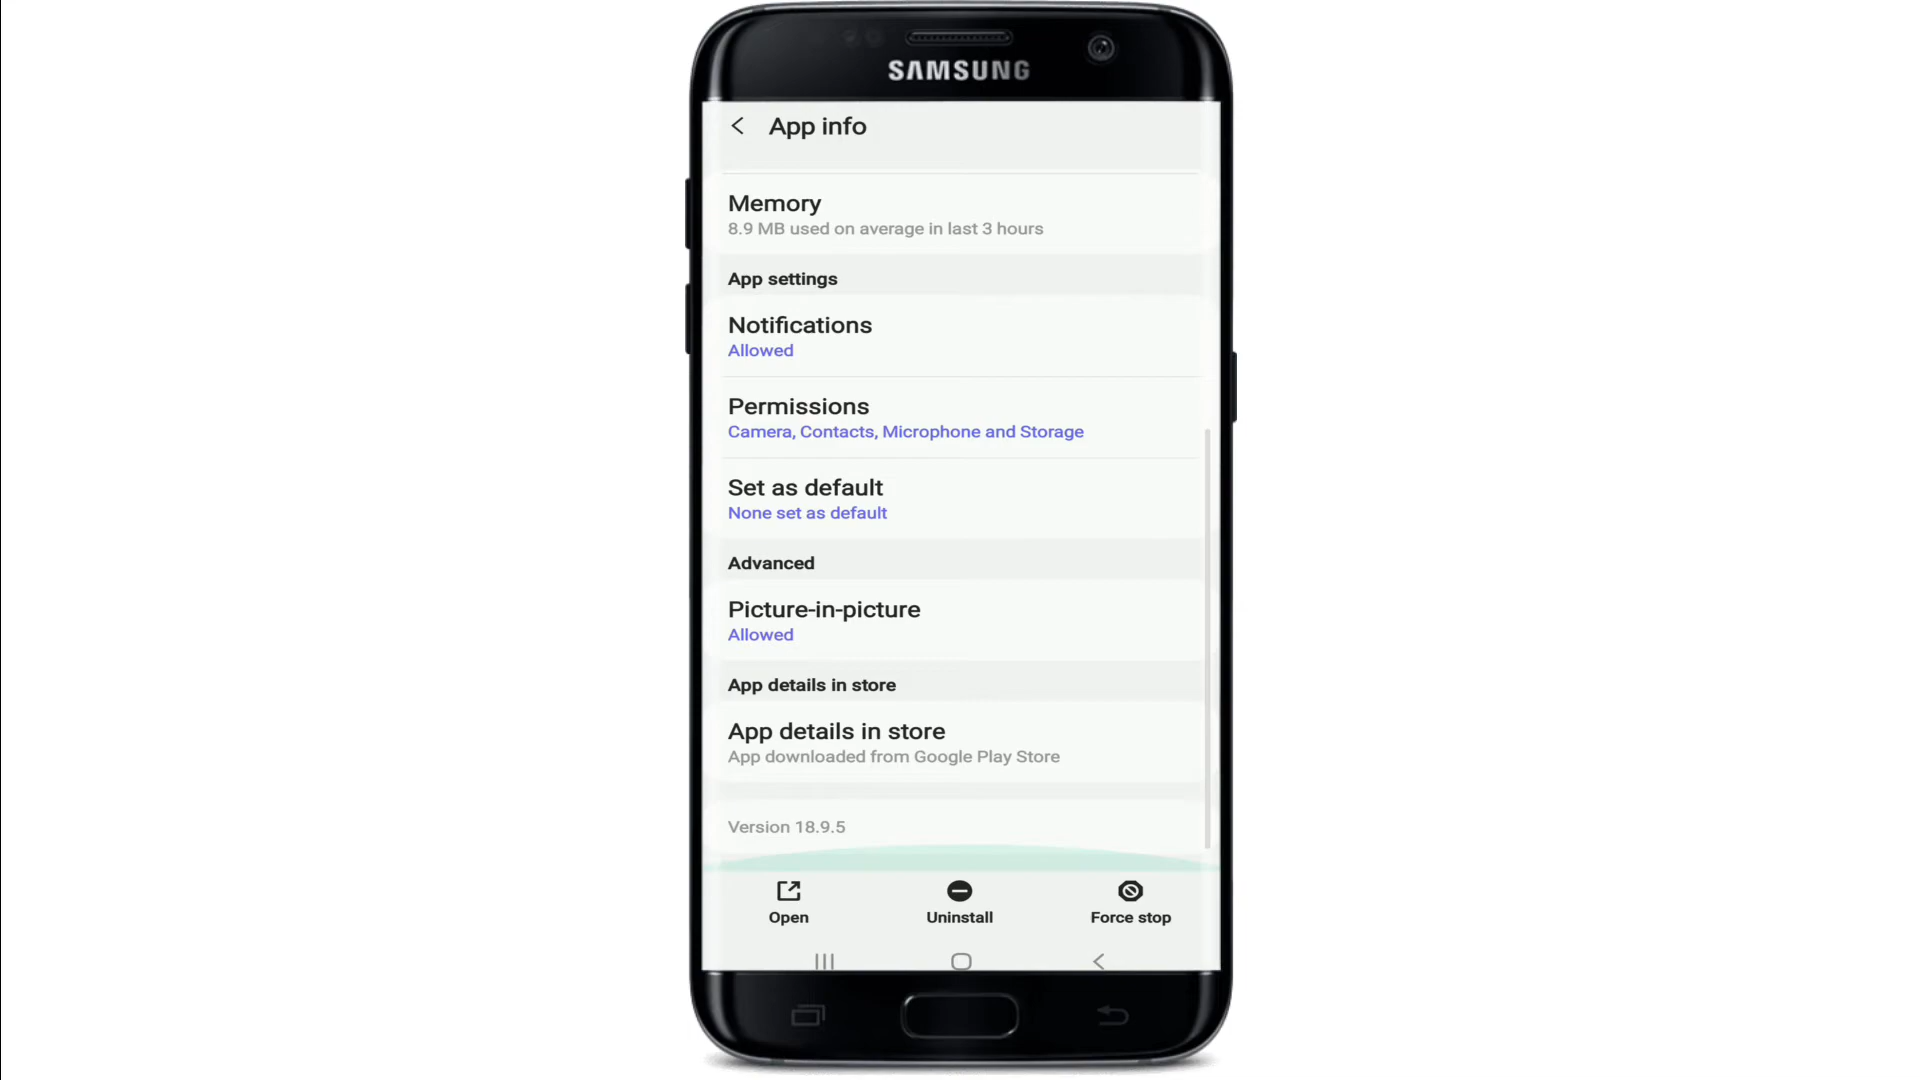 SAMSUNG
App info
Memory
8.9 MB used on average in last 3 hours
App settings
Notifications
Allowed
Permissions
Camera, Contacts, Microphone and Storage
Set as default
None set as default
Advanced
Picture-in-picture
Allowed
App details in store
App details in store
App downloaded from Google Play Store
Version 18.9.5
Open
Uninstall
Force stop